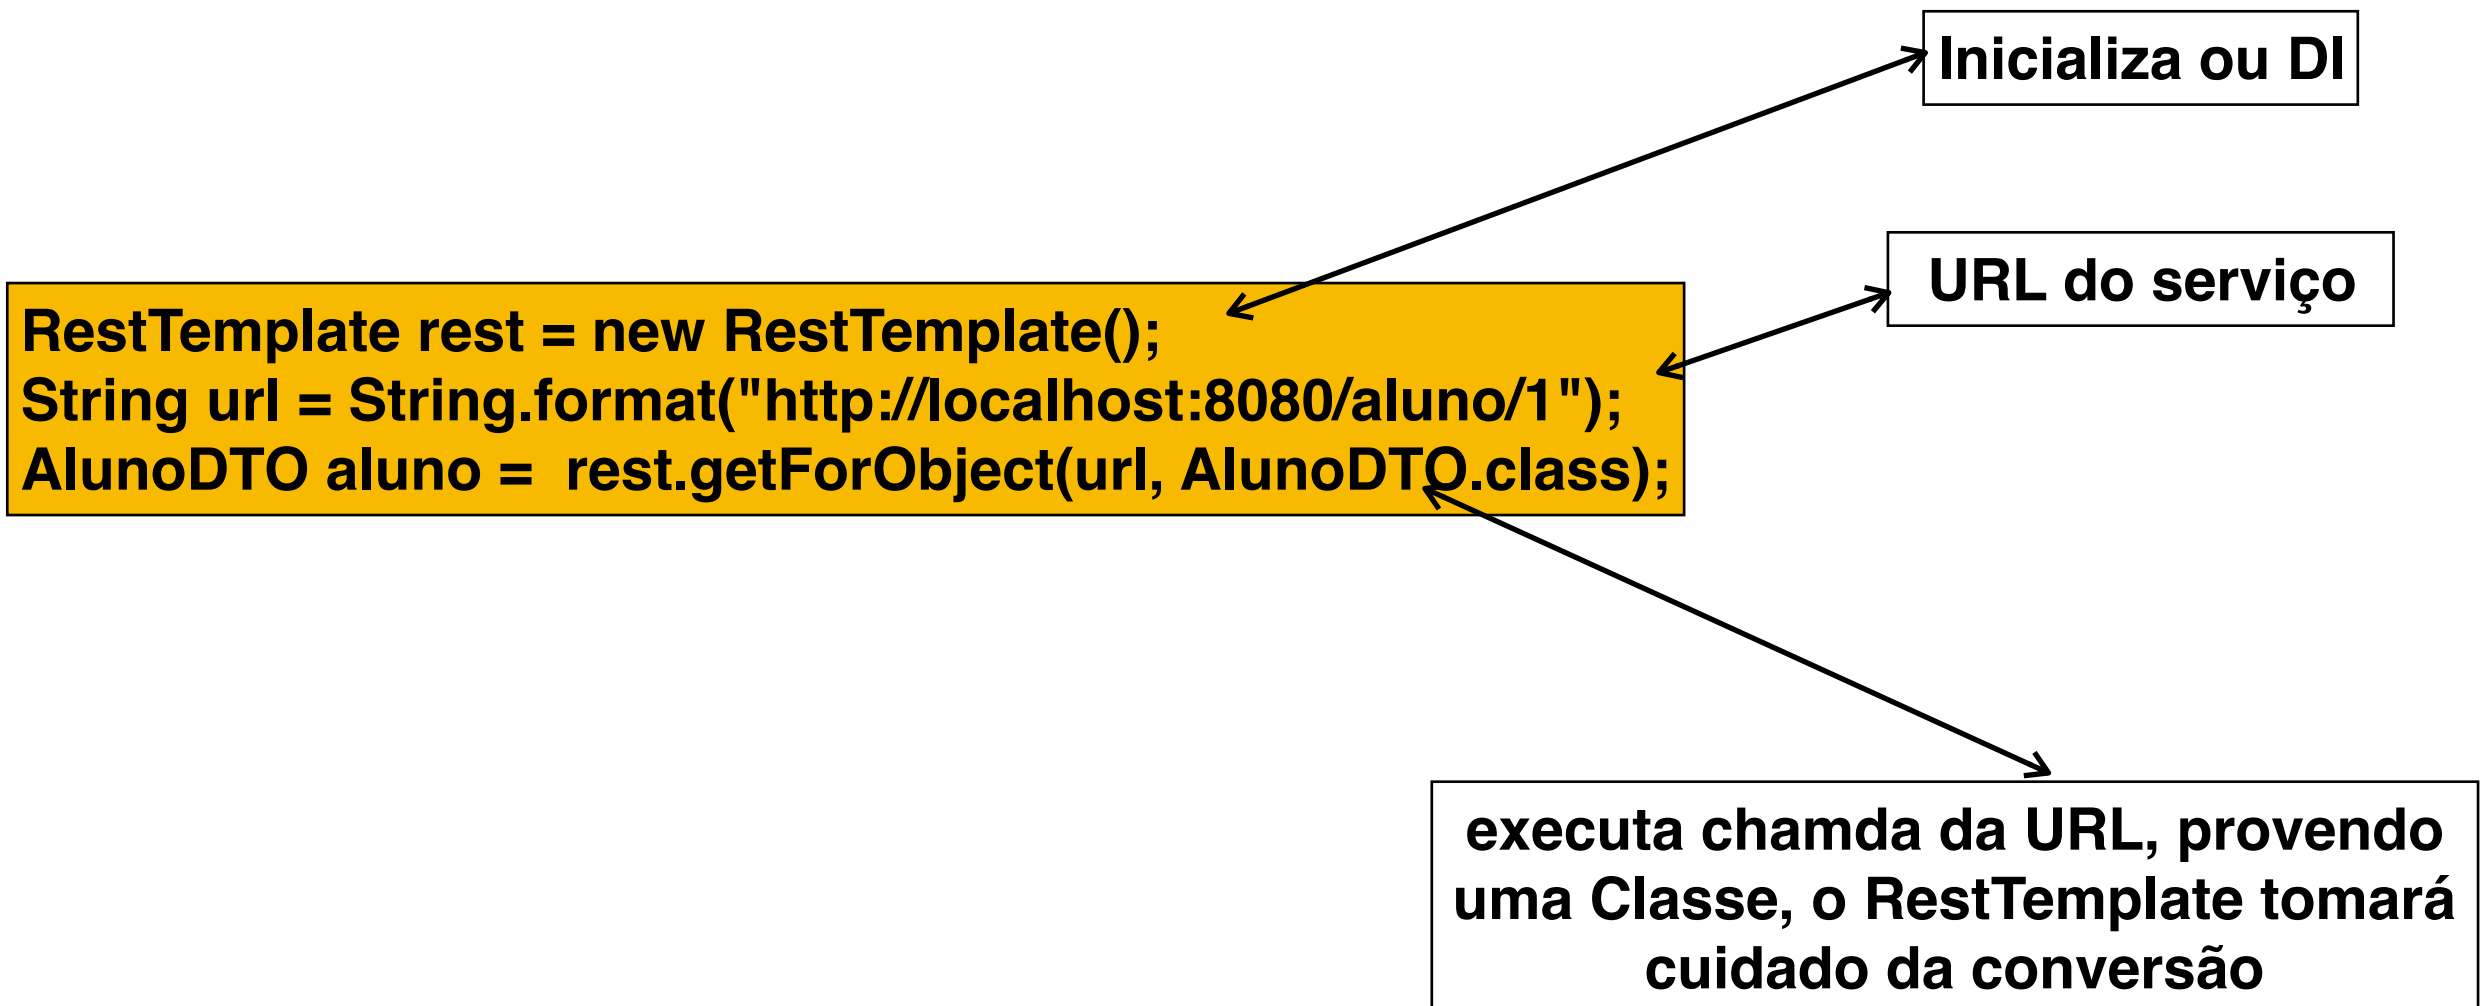 Inicializa ou DI
URL do serviço
RestTemplate rest = new RestTemplate();
String url = String.format("http://localhost:8080/aluno/1");
AlunoDTO aluno =  rest.getForObject(url, AlunoDTO.class);
executa chamda da URL, provendo
uma Classe, o RestTemplate tomará
cuidado da conversão